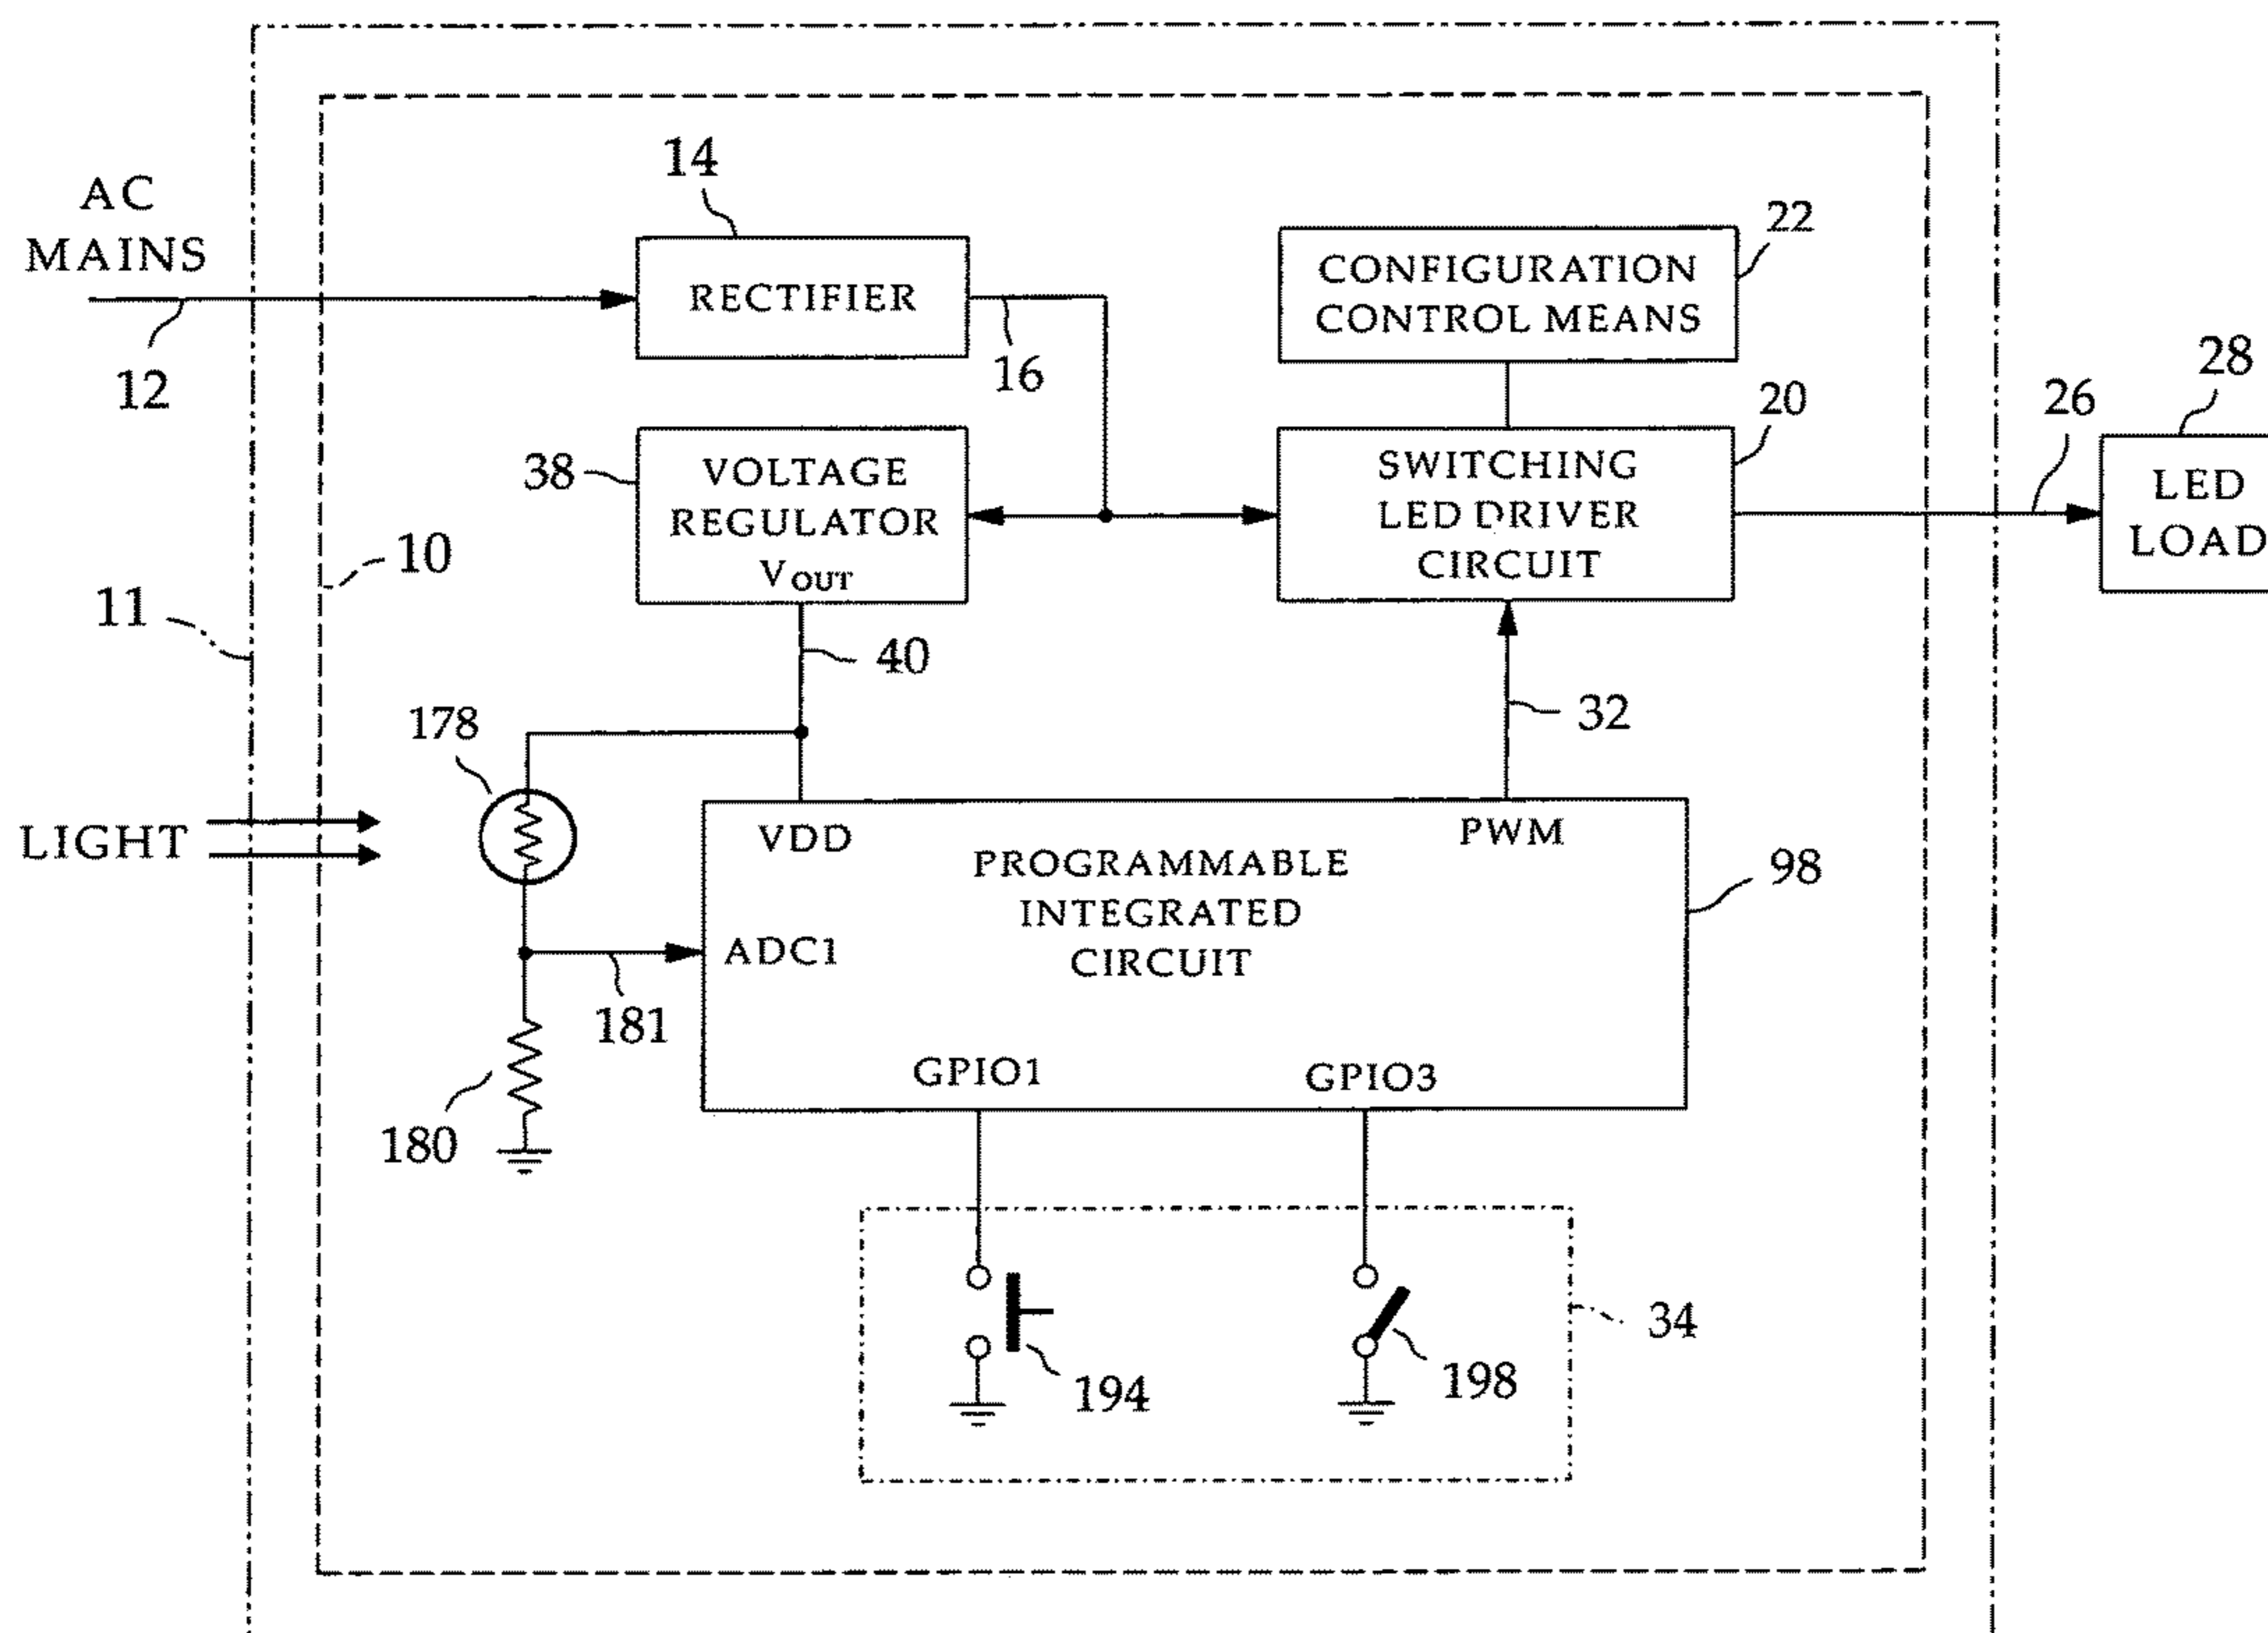 AC
MAINS
12
14
RECTIFIER
16
22
CONFIGURATION
CONTROL MEANS
28
26
LED
LOAD
20
38
VOLTAGE
REGULATOR
VOUT
SWITCHING
LED DRIVER
CIRCUIT
10
11
40
32
178
LIGHT
VDD
PWM
PROGRAMMABLE
INTEGRATED
CIRCUIT
98
ADC1
181
180
GPIO1
GPIO3
34
194
198